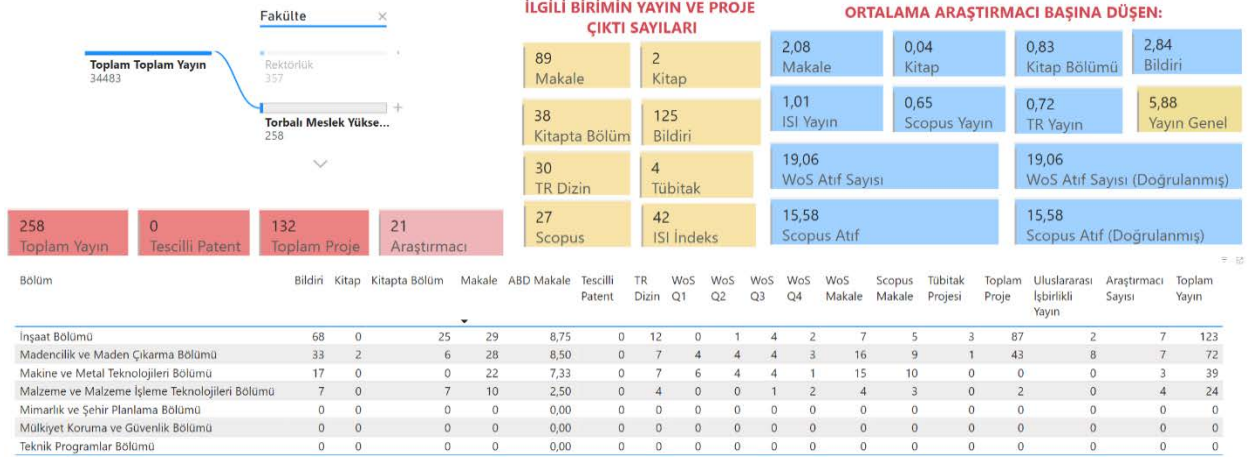 Fakülte
Toplam Toplam Yayın
34483
Rektörlük
357
Torbalı Meslek Yükse...
258
258
Toplam Yayın
0
Tescilli Patent
132
Toplam Proje
21
Araştırmacı
İLGİLİ BİRİMİN YAYIN VE PROJE
ÇIKTI SAYILARI
89
Makale
2
Kitap
38
Kitapta Bölüm
125
Bildiri
30
TR Dizin
4
Tübitak
27
Scopus
42
ISI İndeks
ORTALAMA ARAŞTIRMACI BAŞINA DÜŞEN:
2,08
Makale
0,04
Kitap
0,83
Kitap Bölümü
2,84
Bildiri
1,01
ISI Yayın
0,65
Scopus Yayın
0,72
TR Yayın
5,88
Yayın Genel
19,06
WoS Atıf Sayısı
19,06
WoS Atıf Sayısı (Doğrulanmış)
15,58
Scopus Atıf
15,58
Scopus Atıf (Doğrulanmış)
Bölüm Bildiri Kitap Kitapta Bölüm Makale ABD Makale Tescilli Patent TR Dizin WoS Q1 WoS Q2 WoS Q3 WoS Q4 WoS Makale Scopus Makale Tübitak Projesi Toplam Proje Uluslararası İşbirlikli Yayın Araştırmacı Sayısı Toplam Yayın
İnşaat Bölümü 68 0 25 29 8,75 0 12 0 1 4 2 7 5 3 87 2 7 123
Madencilik ve Maden Çıkarma Bölümü 33 2 6 28 8,50 0 7 4 4 4 3 16 9 1 43 8 7 72
Makine ve Metal Teknolojileri Bölümü 17 0 0 22 7,33 0 7 6 4 4 1 15 10 0 0 0 3 39
Malzeme ve Malzeme İşleme Teknolojileri Bölümü 7 0 7 10 2,50 0 4 0 0 1 2 4 3 0 2 0 4 24
Mimarlık ve Şehir Planlama Bölümü 0 0 0 0 0,00 0 0 0 0 0 0 0 0 0 0 0 0 0
Mülkiyet Koruma ve Güvenlik Bölümü 0 0 0 0 0,00 0 0 0 0 0 0 0 0 0 0 0 0 0
Teknik Programlar Bölümü 0 0 0 0 0,00 0 0 0 0 0 0 0 0 0 0 0 0 0